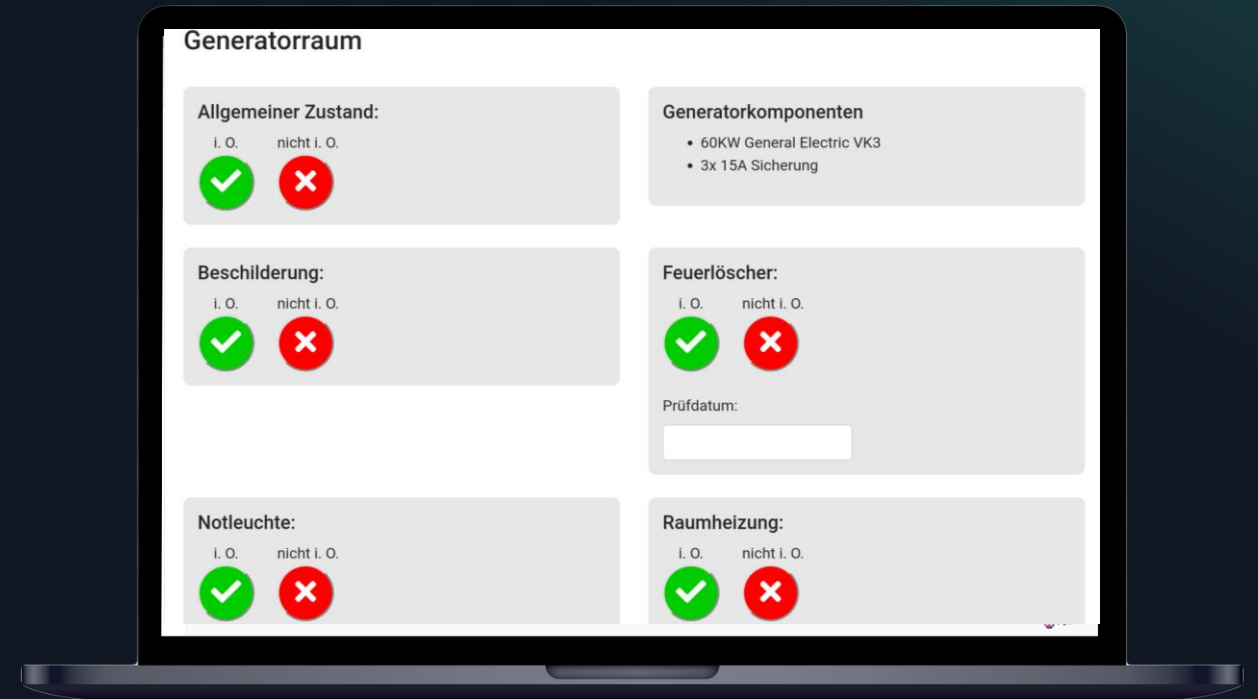 Generatorraum
Allgemeiner Zustand:
i. O. nicht i. O.
Generatorkomponenten
• 60KW General Electric VK3
• 3x 15A Sicherung
Beschilderung:
i. O. nicht i. O.
Feuerlöscher:
i. O. nicht i. O.
Prüfdatum:
Notleuchte:
i. O. nicht i. O.
Raumheizung:
i. O. nicht i. O.